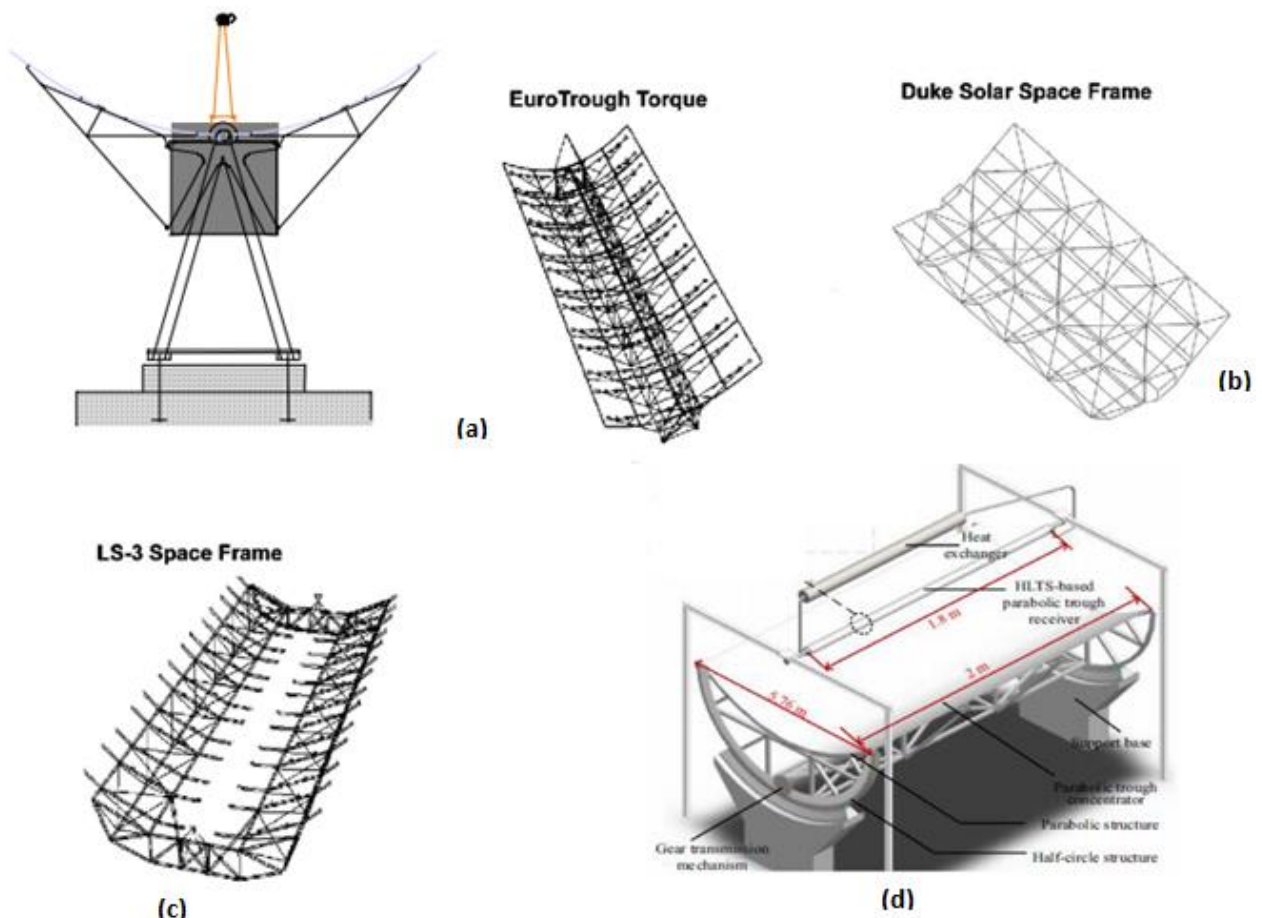 EuroTrough Torque
Duke Solar Space Frame
(a)
(b)
LS-3 Space Frame
(c)
Heat
exchanger
HLTS-based
parabolic trough
receiver
1.8 m
2 m
5.76 m
Support base
Parabolic trough
concentrator
Parabolic structure
Gear transmission
mechanism
Half-circle structure
(d)